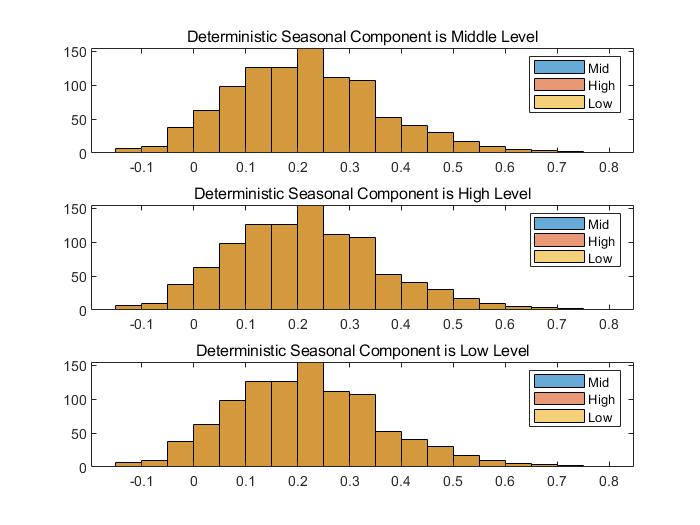 Deterministic Seasonal Component is Middle Level
150
100
50
0
-0.1 0 0.1 0.2 0.3 0.4 0.5 0.6 0.7 0.8
Mid
High
Low
Deterministic Seasonal Component is High Level
150
100
50
0
-0.1 0 0.1 0.2 0.3 0.4 0.5 0.6 0.7 0.8
Mid
High
Low
Deterministic Seasonal Component is Low Level
150
100
50
0
-0.1 0 0.1 0.2 0.3 0.4 0.5 0.6 0.7 0.8
Mid
High
Low